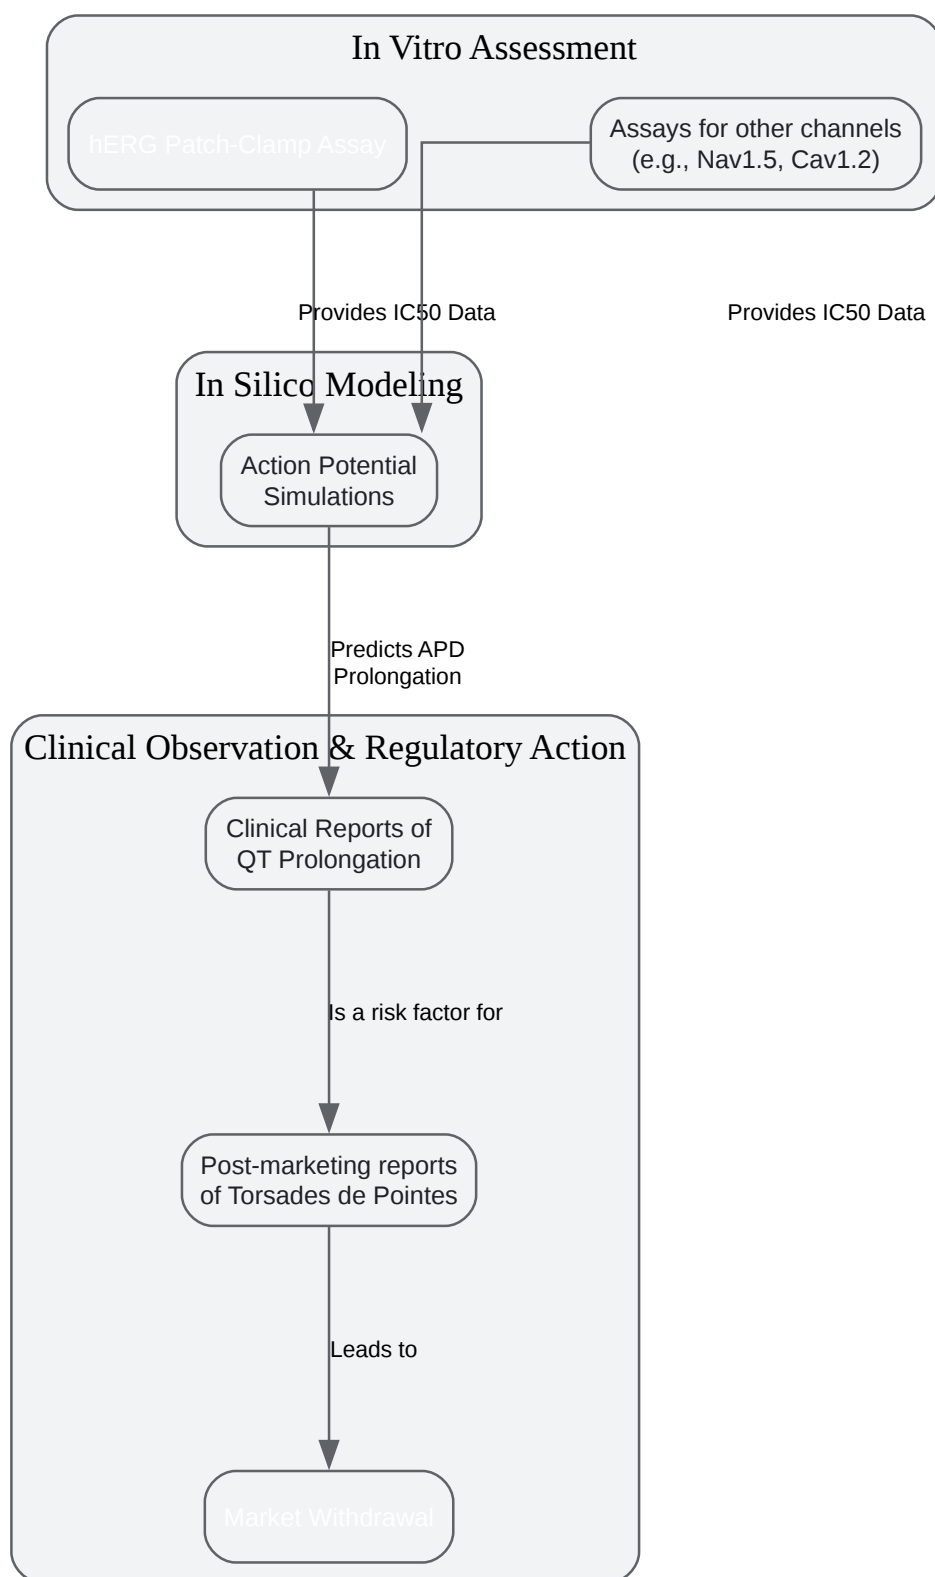 In Vitro Assessment
hERG Patch-Clamp Assay
Assays for other channels
(e.g., Nav1.5, Cav1.2)
Provides IC50 Data
Provides IC50 Data
In Silico Modeling
Action Potential
Simulations
Predicts APD
Prolongation
Clinical Observation & Regulatory Action
Clinical Reports of
QT Prolongation
Is a risk factor for
Post-marketing reports
of Torsades de Pointes
Leads to
Market Withdrawal